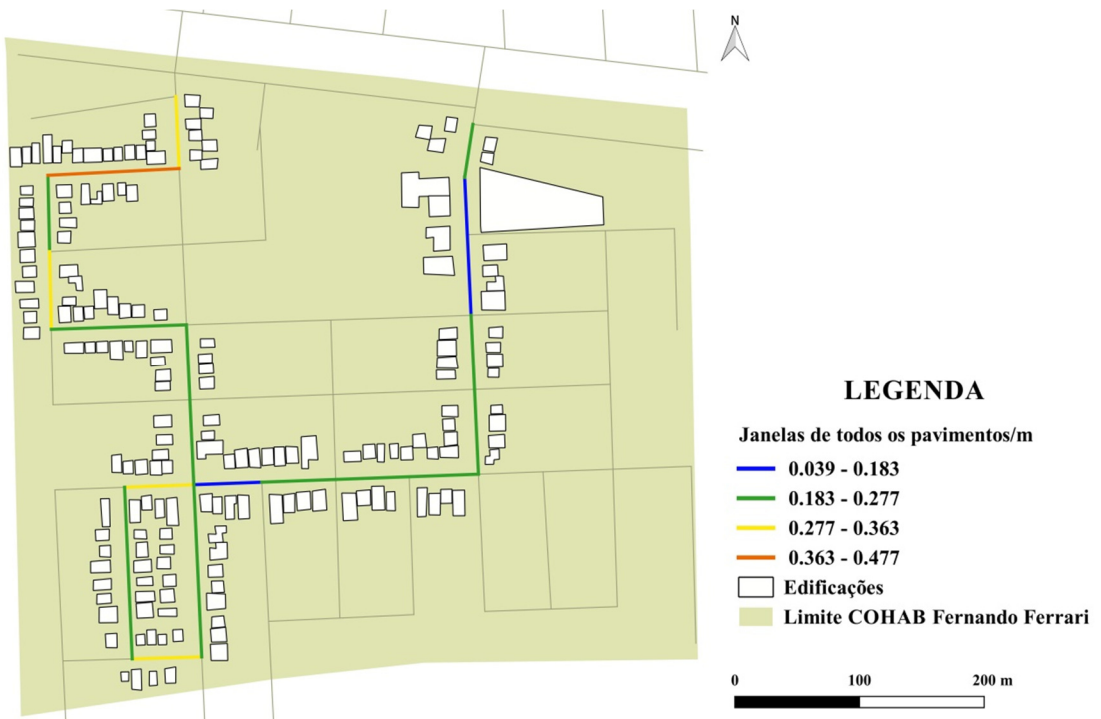 N
LEGENDA
Janelas de todos os pavimentos/m
0.039 - 0.183
0.183 - 0.277
0.277 - 0.363
0.363 - 0.477
Edificações
Limite COHAB Fernando Ferrari
0 100 200 m